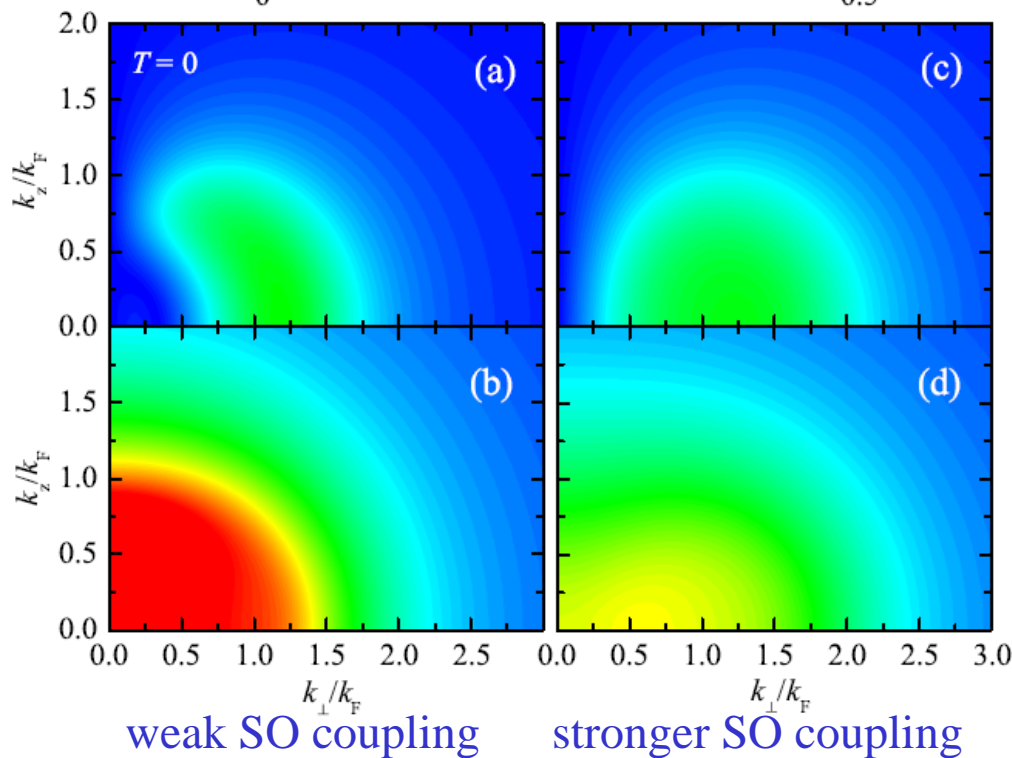 0 0.5
2.0 T = 0 (a) (c)
1.5
1.0
0.5
0.0
k_z/k_F
(b) (d)
1.5
1.0
0.5
0.0
k_z/k_F
0.0 0.5 1.0 1.5 2.0 2.5 0.0 0.5 1.0 1.5 2.0 2.5 3.0
k_⊥/k_F k_⊥/k_F
weak SO coupling stronger SO coupling